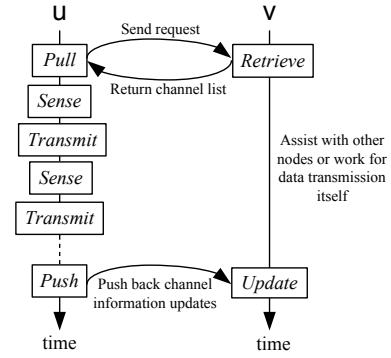 u
v
Send request
Pull
Retrieve
Return channel list
Sense
Transmit
Assist with other
nodes or work for
data transmission
itself
Sense
Transmit
Push
Push back channel
information updates
Update
time
time